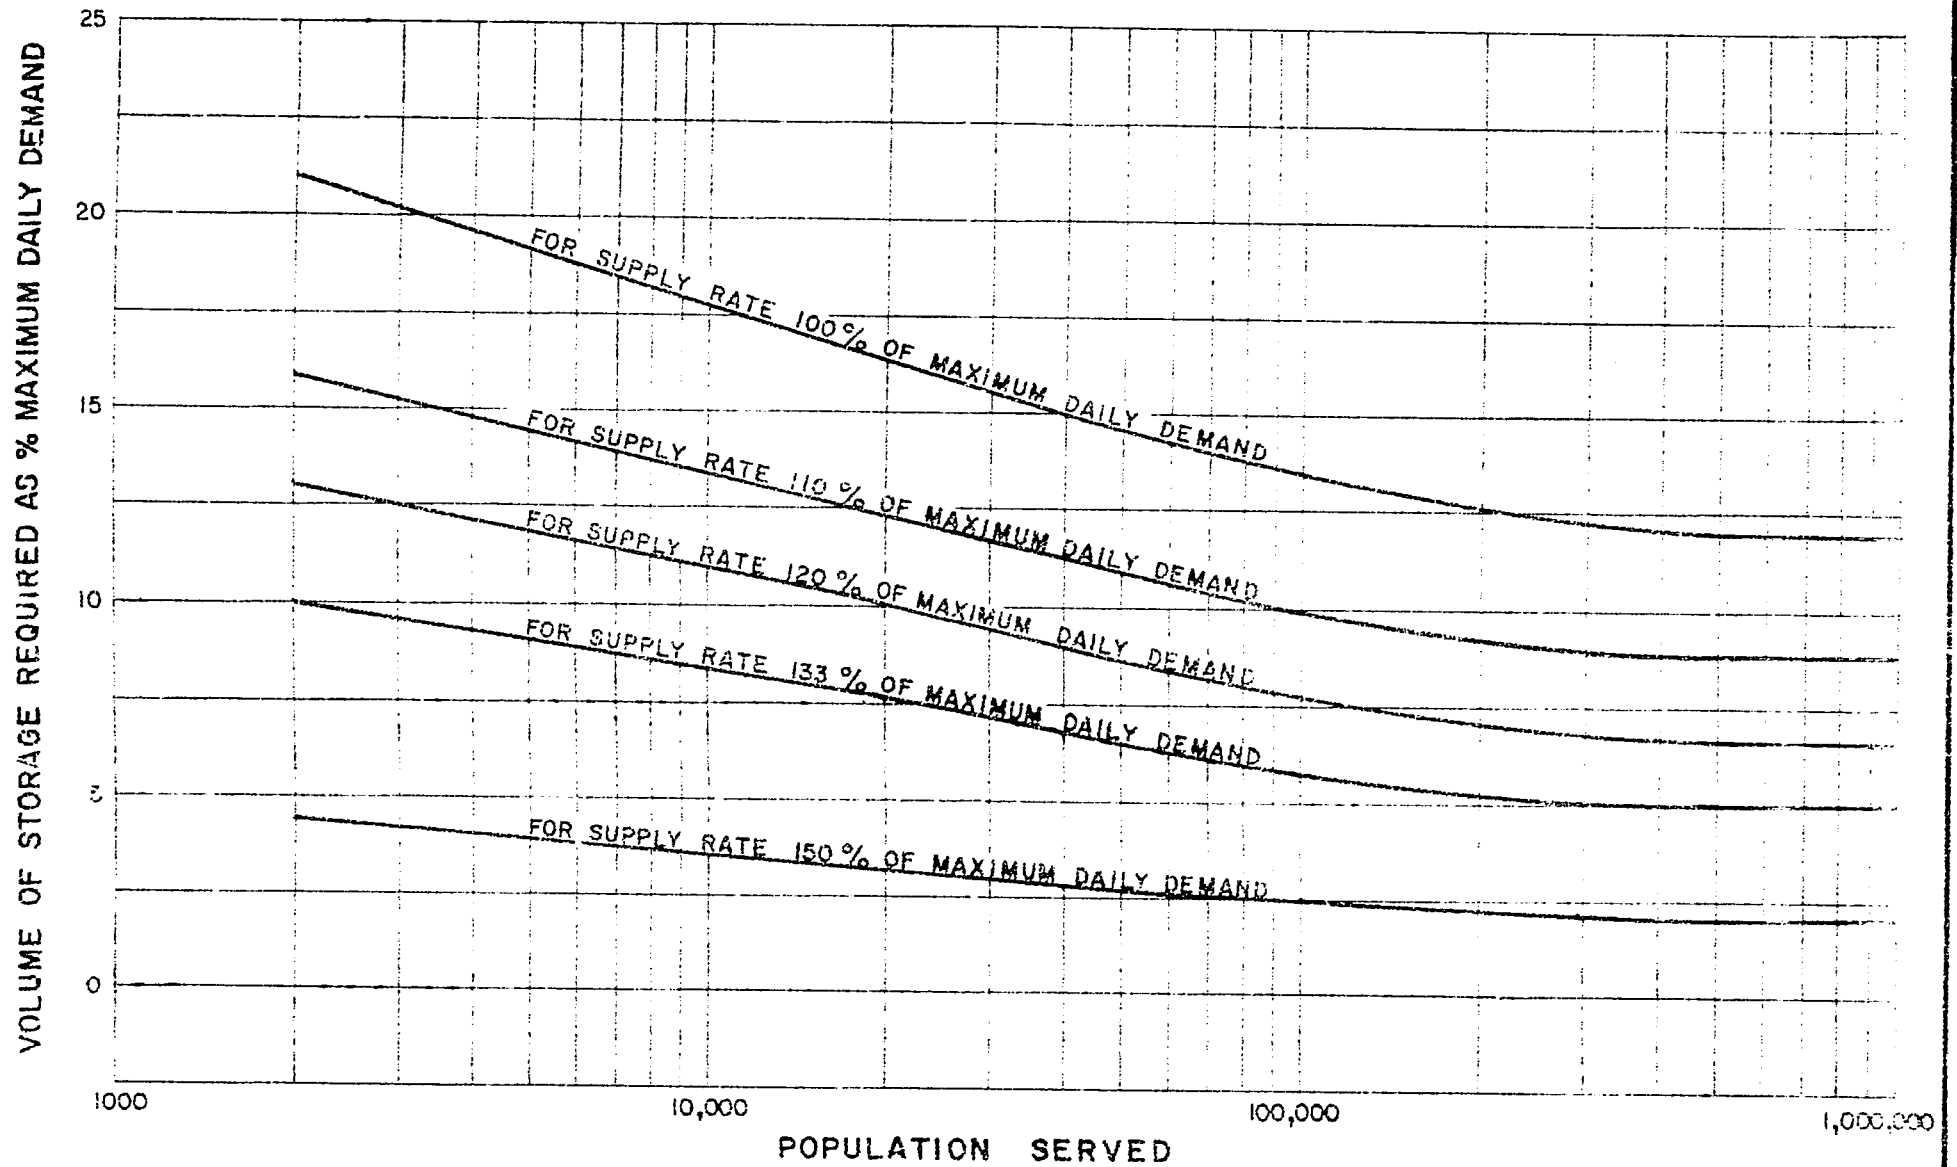 VOLUME OF STORAGE REQUIRED AS % MAXIMUM DAILY DEMAND
25
20
15
10
5
0
FOR SUPPLY RATE 100% OF MAXIMUM DAILY DEMAND
FOR SUPPLY RATE 110% OF MAXIMUM DAILY DEMAND
FOR SUPPLY RATE 120% OF MAXIMUM DAILY DEMAND
FOR SUPPLY RATE 133% OF MAXIMUM DAILY DEMAND
FOR SUPPLY RATE 150% OF MAXIMUM DAILY DEMAND
1000
10,000
100,000
1,000,000
POPULATION SERVED